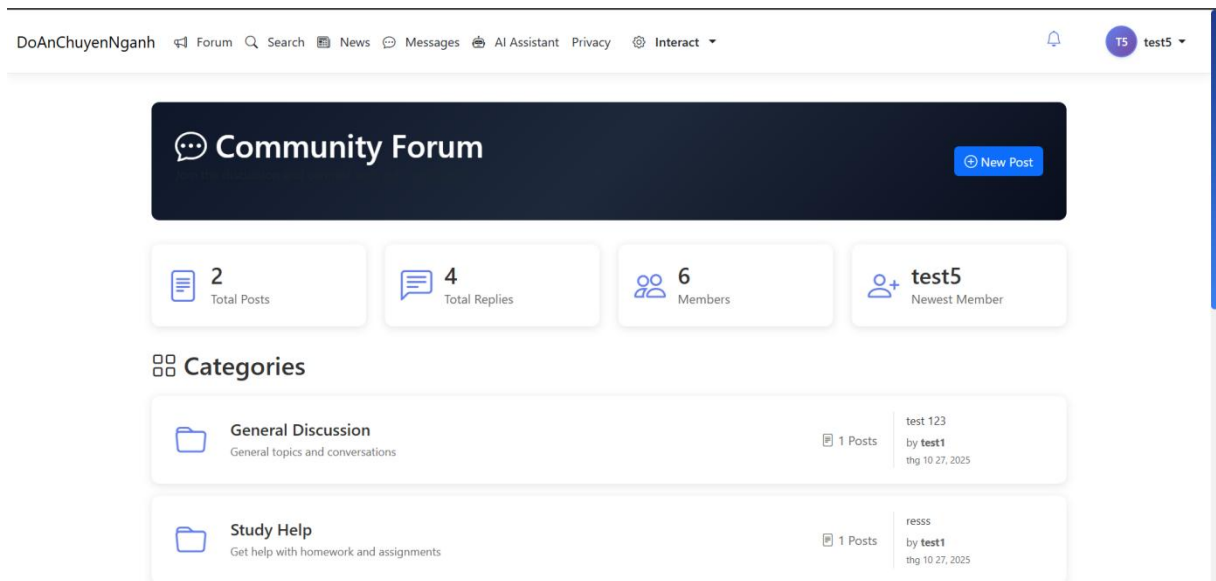 DoAnChuyenNganh Forum Search News Messages AI Assistant Privacy Interact T5 test5
Community Forum
New Post
2
Total Posts
4
Total Replies
6
Members
test5
Newest Member
Categories
General Discussion
General topics and conversations
1 Posts
test 123
by test1
thg 10 27, 2025
Study Help
Get help with homework and assignments
1 Posts
resss
by test1
thg 10 27, 2025